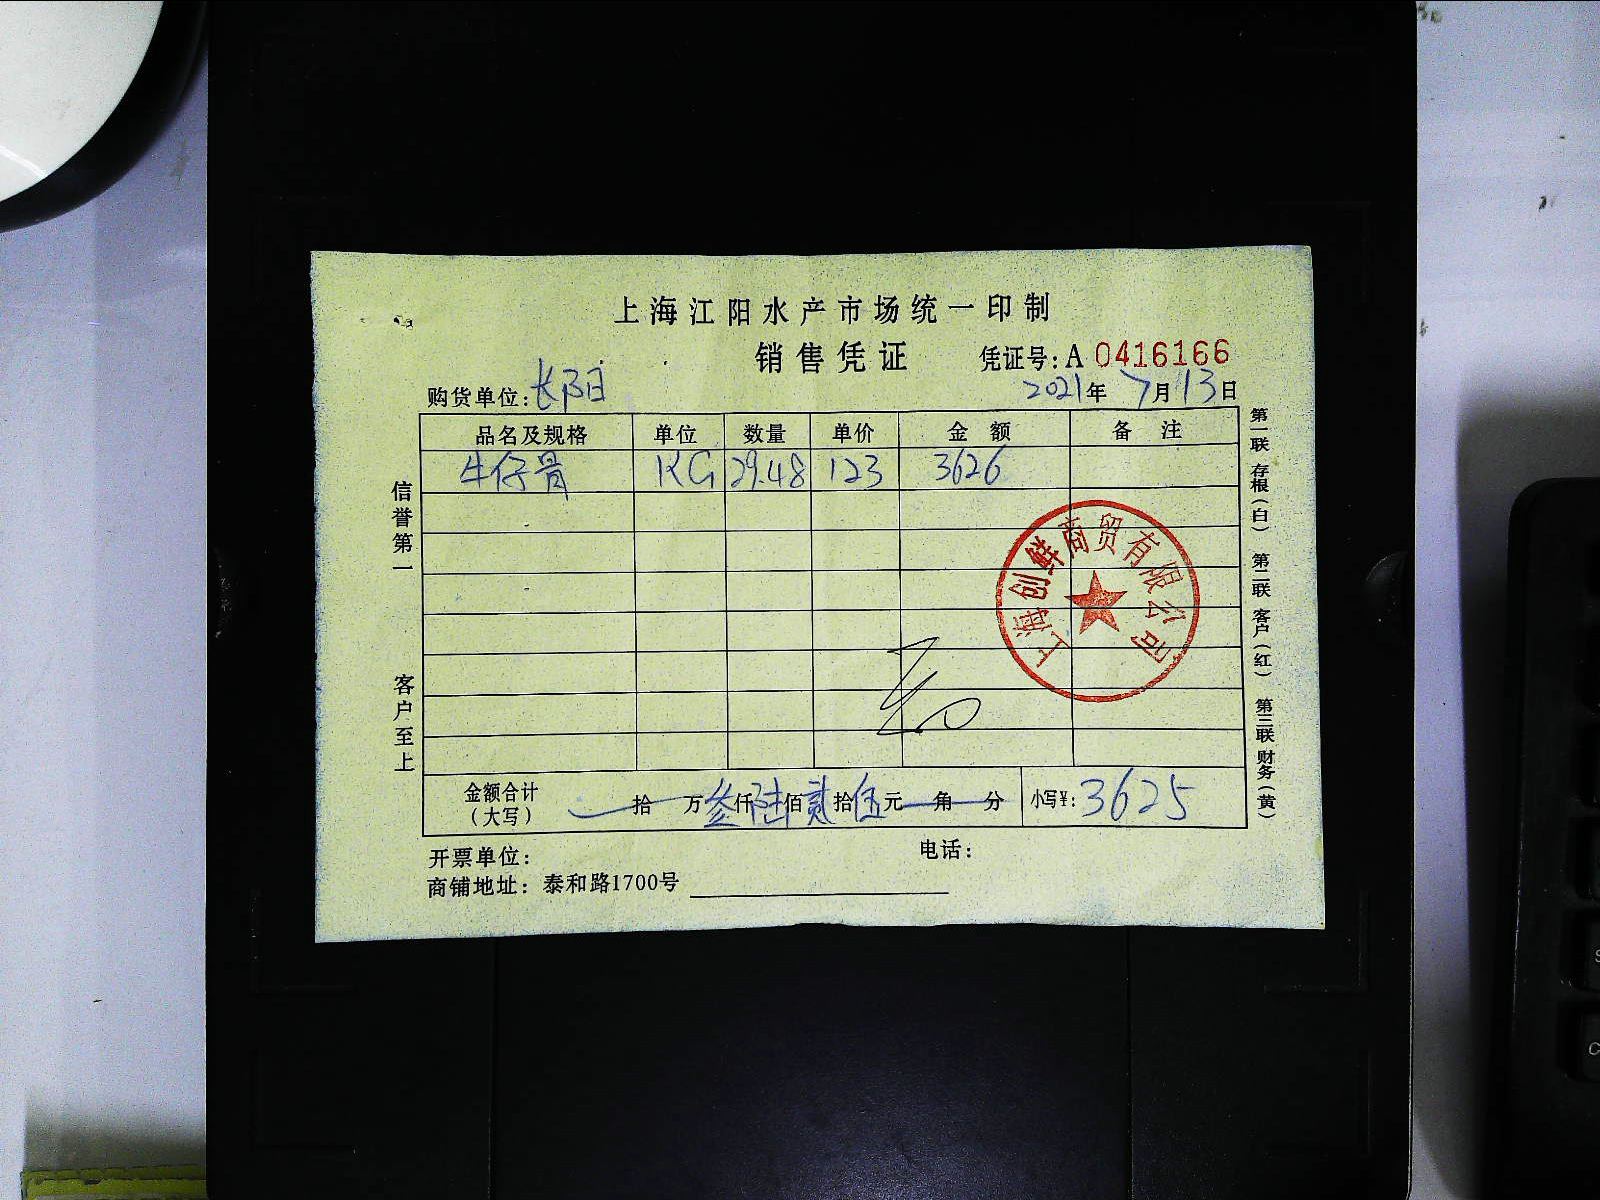 上海江阳水产市场统一印制
销售凭证 凭证号:A 0416166
购货单位:长阳 2021年7月13日
品名及规格 单位 数量 单价 金额 备注
牛仔骨 KG 29.48 123 3626
信誉第一
客户至上
上海创鲜商贸有限公司
金额合计(大写) 拾 万叁仟陆佰贰拾伍元 角 分 小写¥:3625
开票单位: 电话:
商铺地址:泰和路1700号
第一联 存根(白) 第二联 客户(红) 第三联 财务(黄)